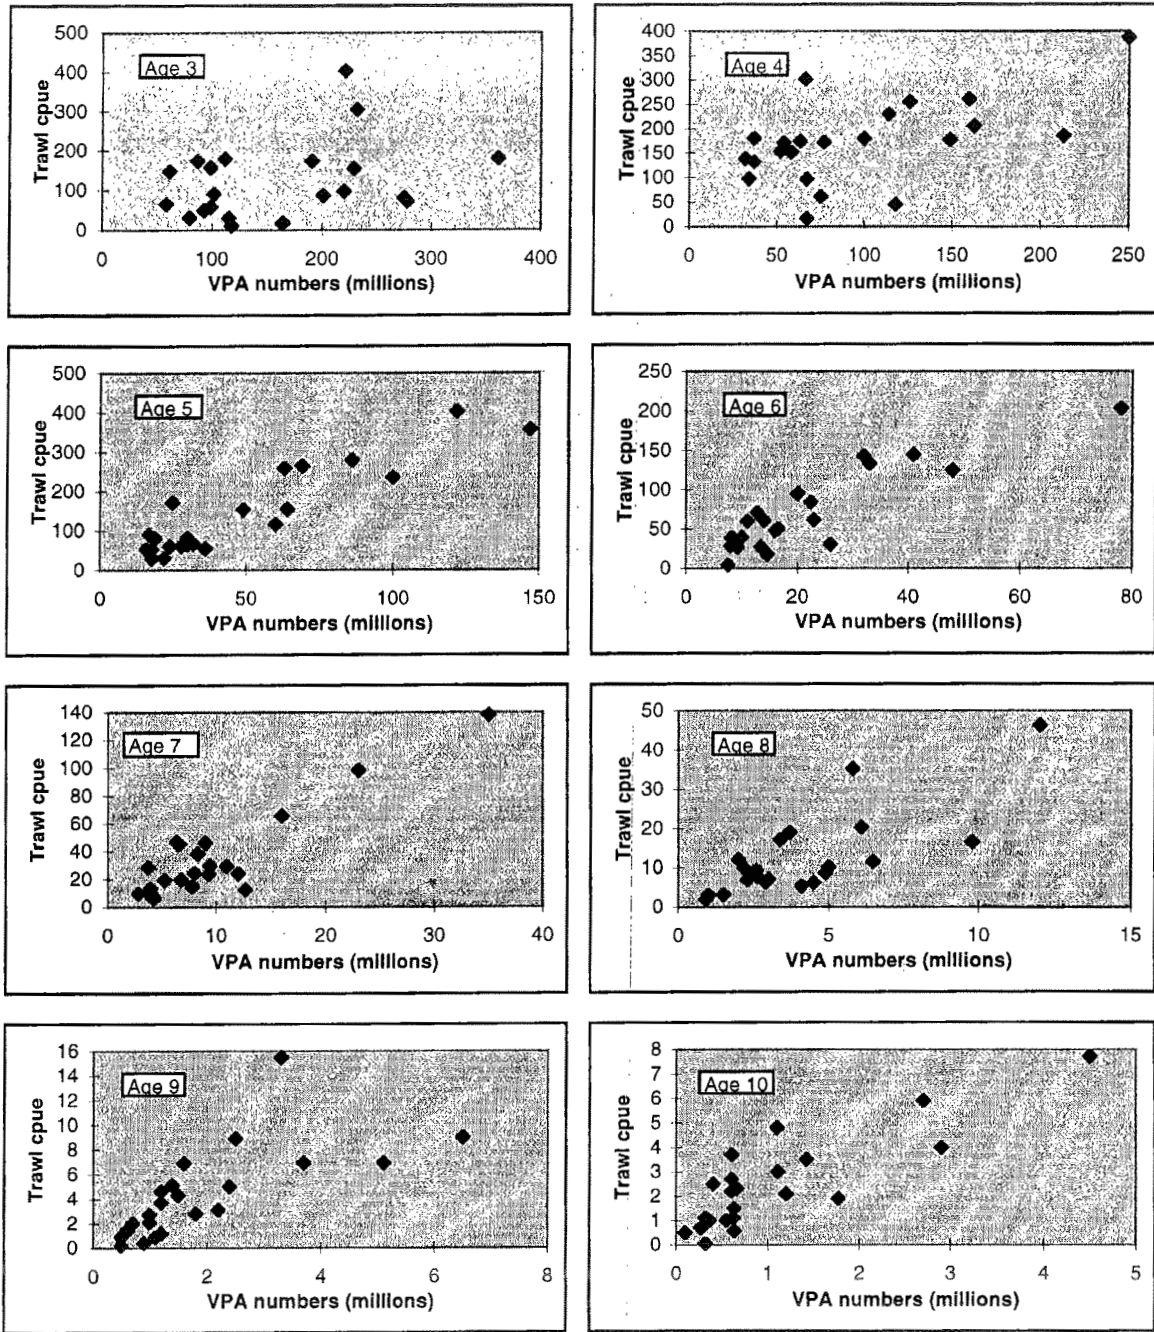 Age 3
Trawl cpue
500
400
300
200
100
0
0 100 200 300 400
VPA numbers (millions)
Age 4
Trawl cpue
400
350
300
250
200
150
100
50
0
0 50 100 150 200 250
VPA numbers (millions)
Age 5
Trawl cpue
500
400
300
200
100
0
0 50 100 150
VPA numbers (millions)
Age 6
Trawl cpue
250
200
150
100
50
0
0 20 40 60 80
VPA numbers (millions)
Age 7
Trawl cpue
140
120
100
80
60
40
20
0
0 10 20 30 40
VPA numbers (millions)
Age 8
Trawl cpue
50
40
30
20
10
0
0 5 10 15
VPA numbers (millions)
Age 9
Trawl cpue
16
14
12
10
8
6
4
2
0
0 2 4 6 8
VPA numbers (millions)
Age 10
Trawl cpue
8
7
6
5
4
3
2
1
0
0 1 2 3 4 5
VPA numbers (millions)